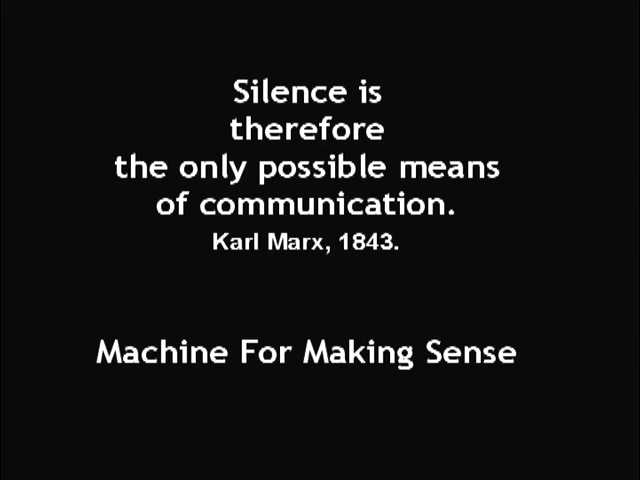 Silence is
therefore
the only possible means
of communication.
Karl Marx, 1843.
Machine For Making Sense